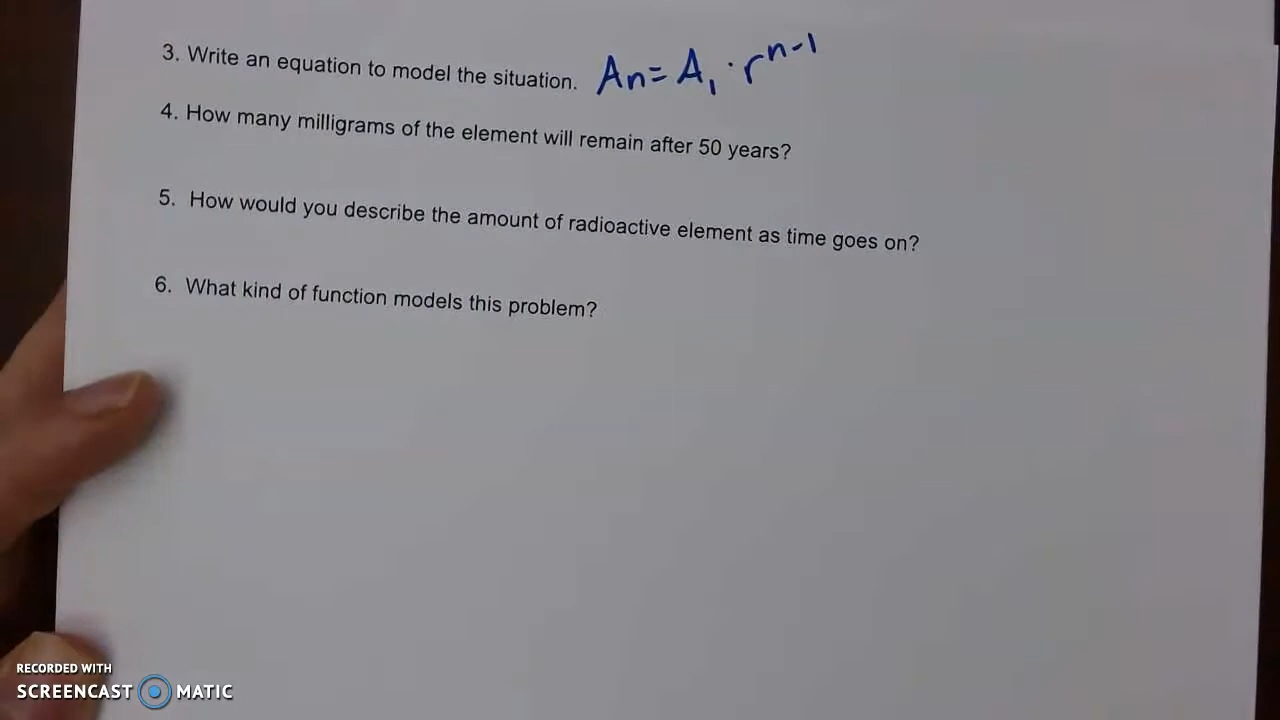 3. Write an equation to model the situation. An = A₁ · rⁿ⁻¹
4. How many milligrams of the element will remain after 50 years?
5. How would you describe the amount of radioactive element as time goes on?
6. What kind of function models this problem?
RECORDED WITH
SCREENCAST MATIC